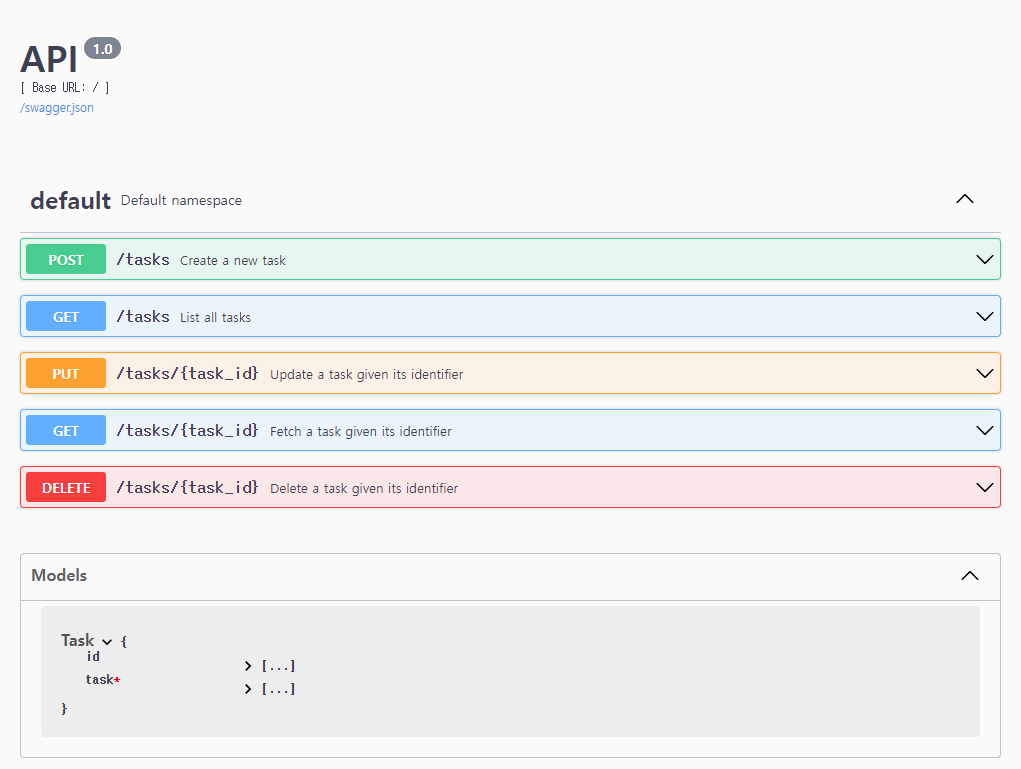 API 1.0
[ Base URL: / ]
/swagger.json
default Default namespace
POST /tasks Create a new task
GET /tasks List all tasks
PUT /tasks/{task_id} Update a task given its identifier
GET /tasks/{task_id} Fetch a task given its identifier
DELETE /tasks/{task_id} Delete a task given its identifier
Models
Task {
id [...]
task* [...]
}